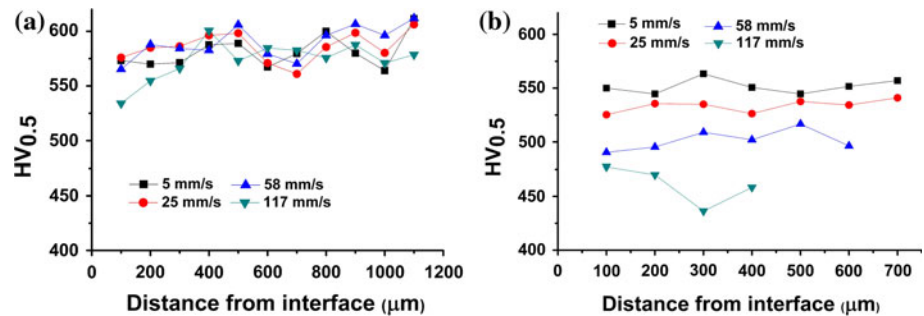 (a)
HV0.5
600
550
500
450
400
5 mm/s
58 mm/s
25 mm/s
117 mm/s
0 200 400 600 800 1000 1200
Distance from interface (μm)
(b)
HV0.5
600
550
500
450
400
5 mm/s
58 mm/s
25 mm/s
117 mm/s
0 100 200 300 400 500 600 700
Distance from interface (μm)